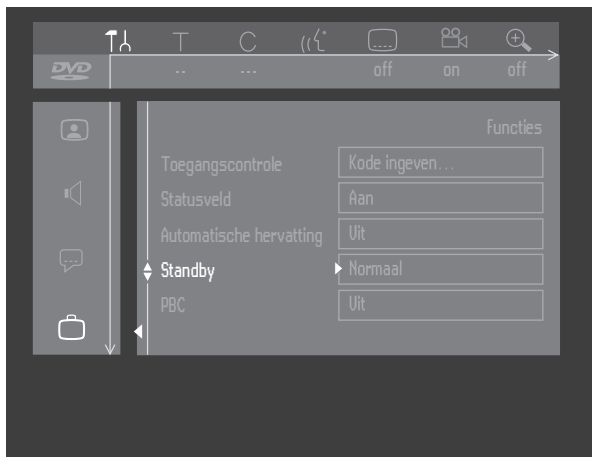 T C
DVD -- --- off on off
Functies
Toegangscontrole Kode ingeven...
Statusveld Aan
Automatische hervatting Uit
Standby Normaal
PBC Uit